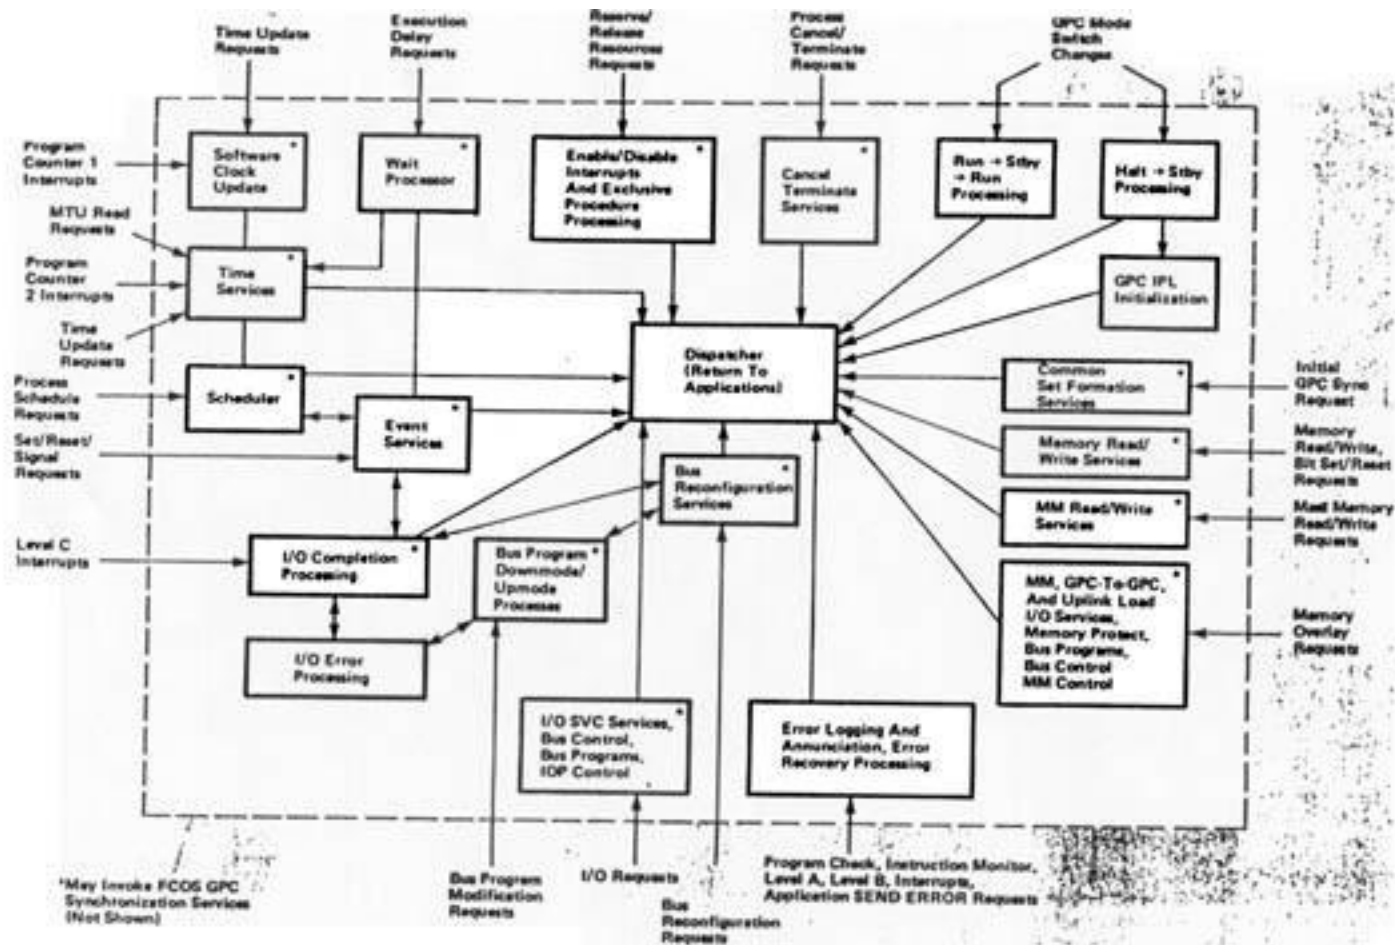 Time Update
Requests
Execution
Delay
Requests
Reserve/
Release
Resources
Requests
Process
Cancel/
Terminate
Requests
GPC Mode
Switch
Changes
Program
Counter 1
Interrupts
Software *
Clock
Update
Wait *
Processor
Enable/Disable *
Interrupts
And Exclusive
Procedure
Processing
Cancel *
Terminate
Services
Run → Stby
→ Run
Processing
Halt → Stby
Processing
MTU Read
Requests
Program
Counter
2 Interrupts
Time
Update
Requests
Time *
Services
GPC IPL
Initialization
Dispatcher
(Return To
Applications)
Process
Schedule
Requests
Scheduler *
Common *
Set Formation
Services
Initial
GPC Sync
Request
Set/Reset/
Signal
Requests
Event *
Services
Memory Read/ *
Write Services
Memory
Read/Write,
Bit Set/Reset
Requests
Bus *
Reconfiguration
Services
MM Read/Write *
Services
Mast Memory
Read/Write
Requests
Level C
Interrupts
I/O Completion *
Processing
Bus Program *
Downmode/
Upmode
Processes
I/O Error
Processing
MM, GPC-To-GPC, *
And Uplink Load
I/O Services,
Memory Protect,
Bus Programs,
Bus Control
MM Control
Memory
Overlay
Requests
I/O SVC Services, *
Bus Control,
Bus Programs,
IOP Control
Error Logging And
Annunciation, Error
Recovery Processing
*May Invoke FCOS GPC
Synchronization Services
(Not Shown)
Bus Program
Modification
Requests
I/O Requests
Bus
Reconfiguration
Requests
Program Check, Instruction Monitor,
Level A, Level B, Interrupts,
Application SEND ERROR Requests